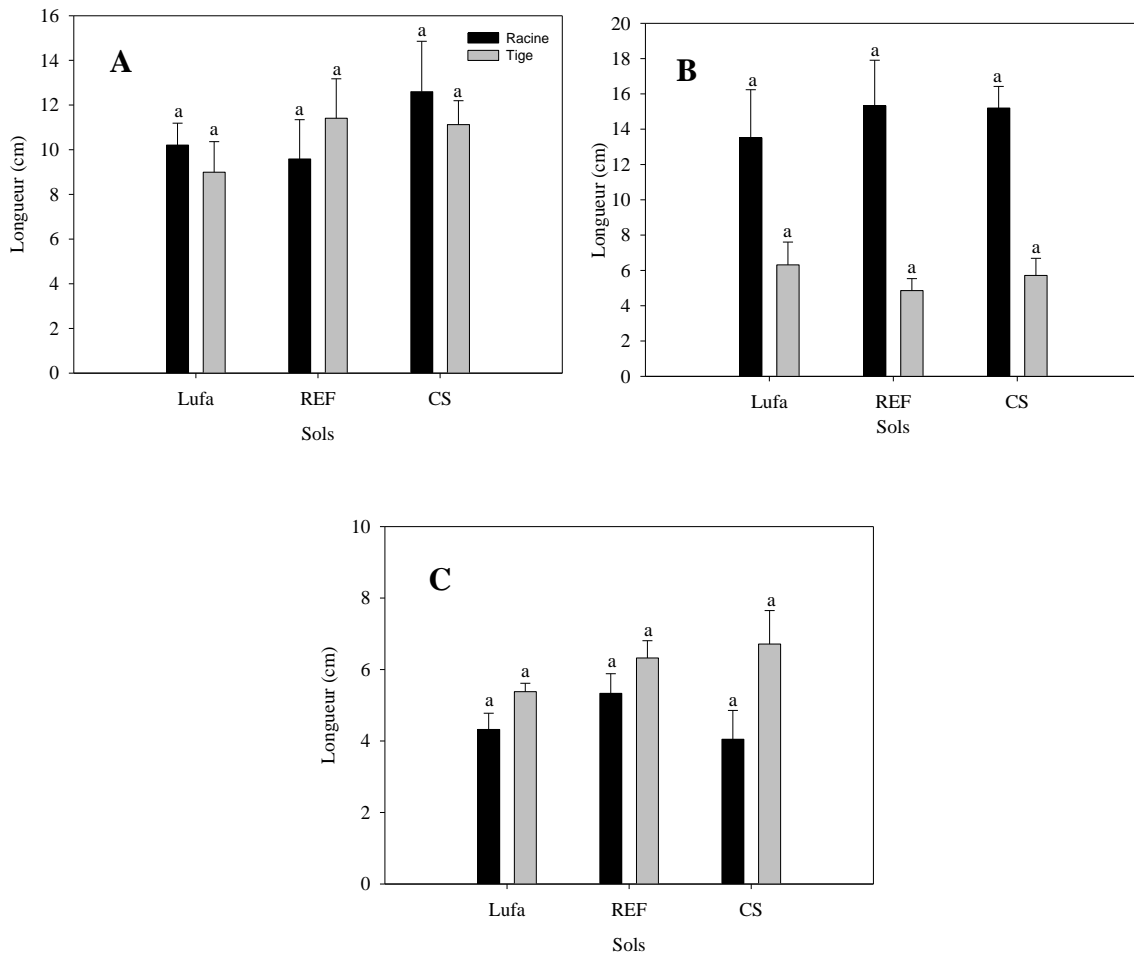 A
Racine
Tige
Longueur (cm)
16
14
12
10
8
6
4
2
0
a
a
a
a
a
a
Lufa REF CS
Sols
B
Longueur (cm)
20
18
16
14
12
10
8
6
4
2
0
a
a
a
a
a
a
Lufa REF CS
Sols
C
Longueur (cm)
10
8
6
4
2
0
a
a
a
a
a
a
Lufa REF CS
Sols